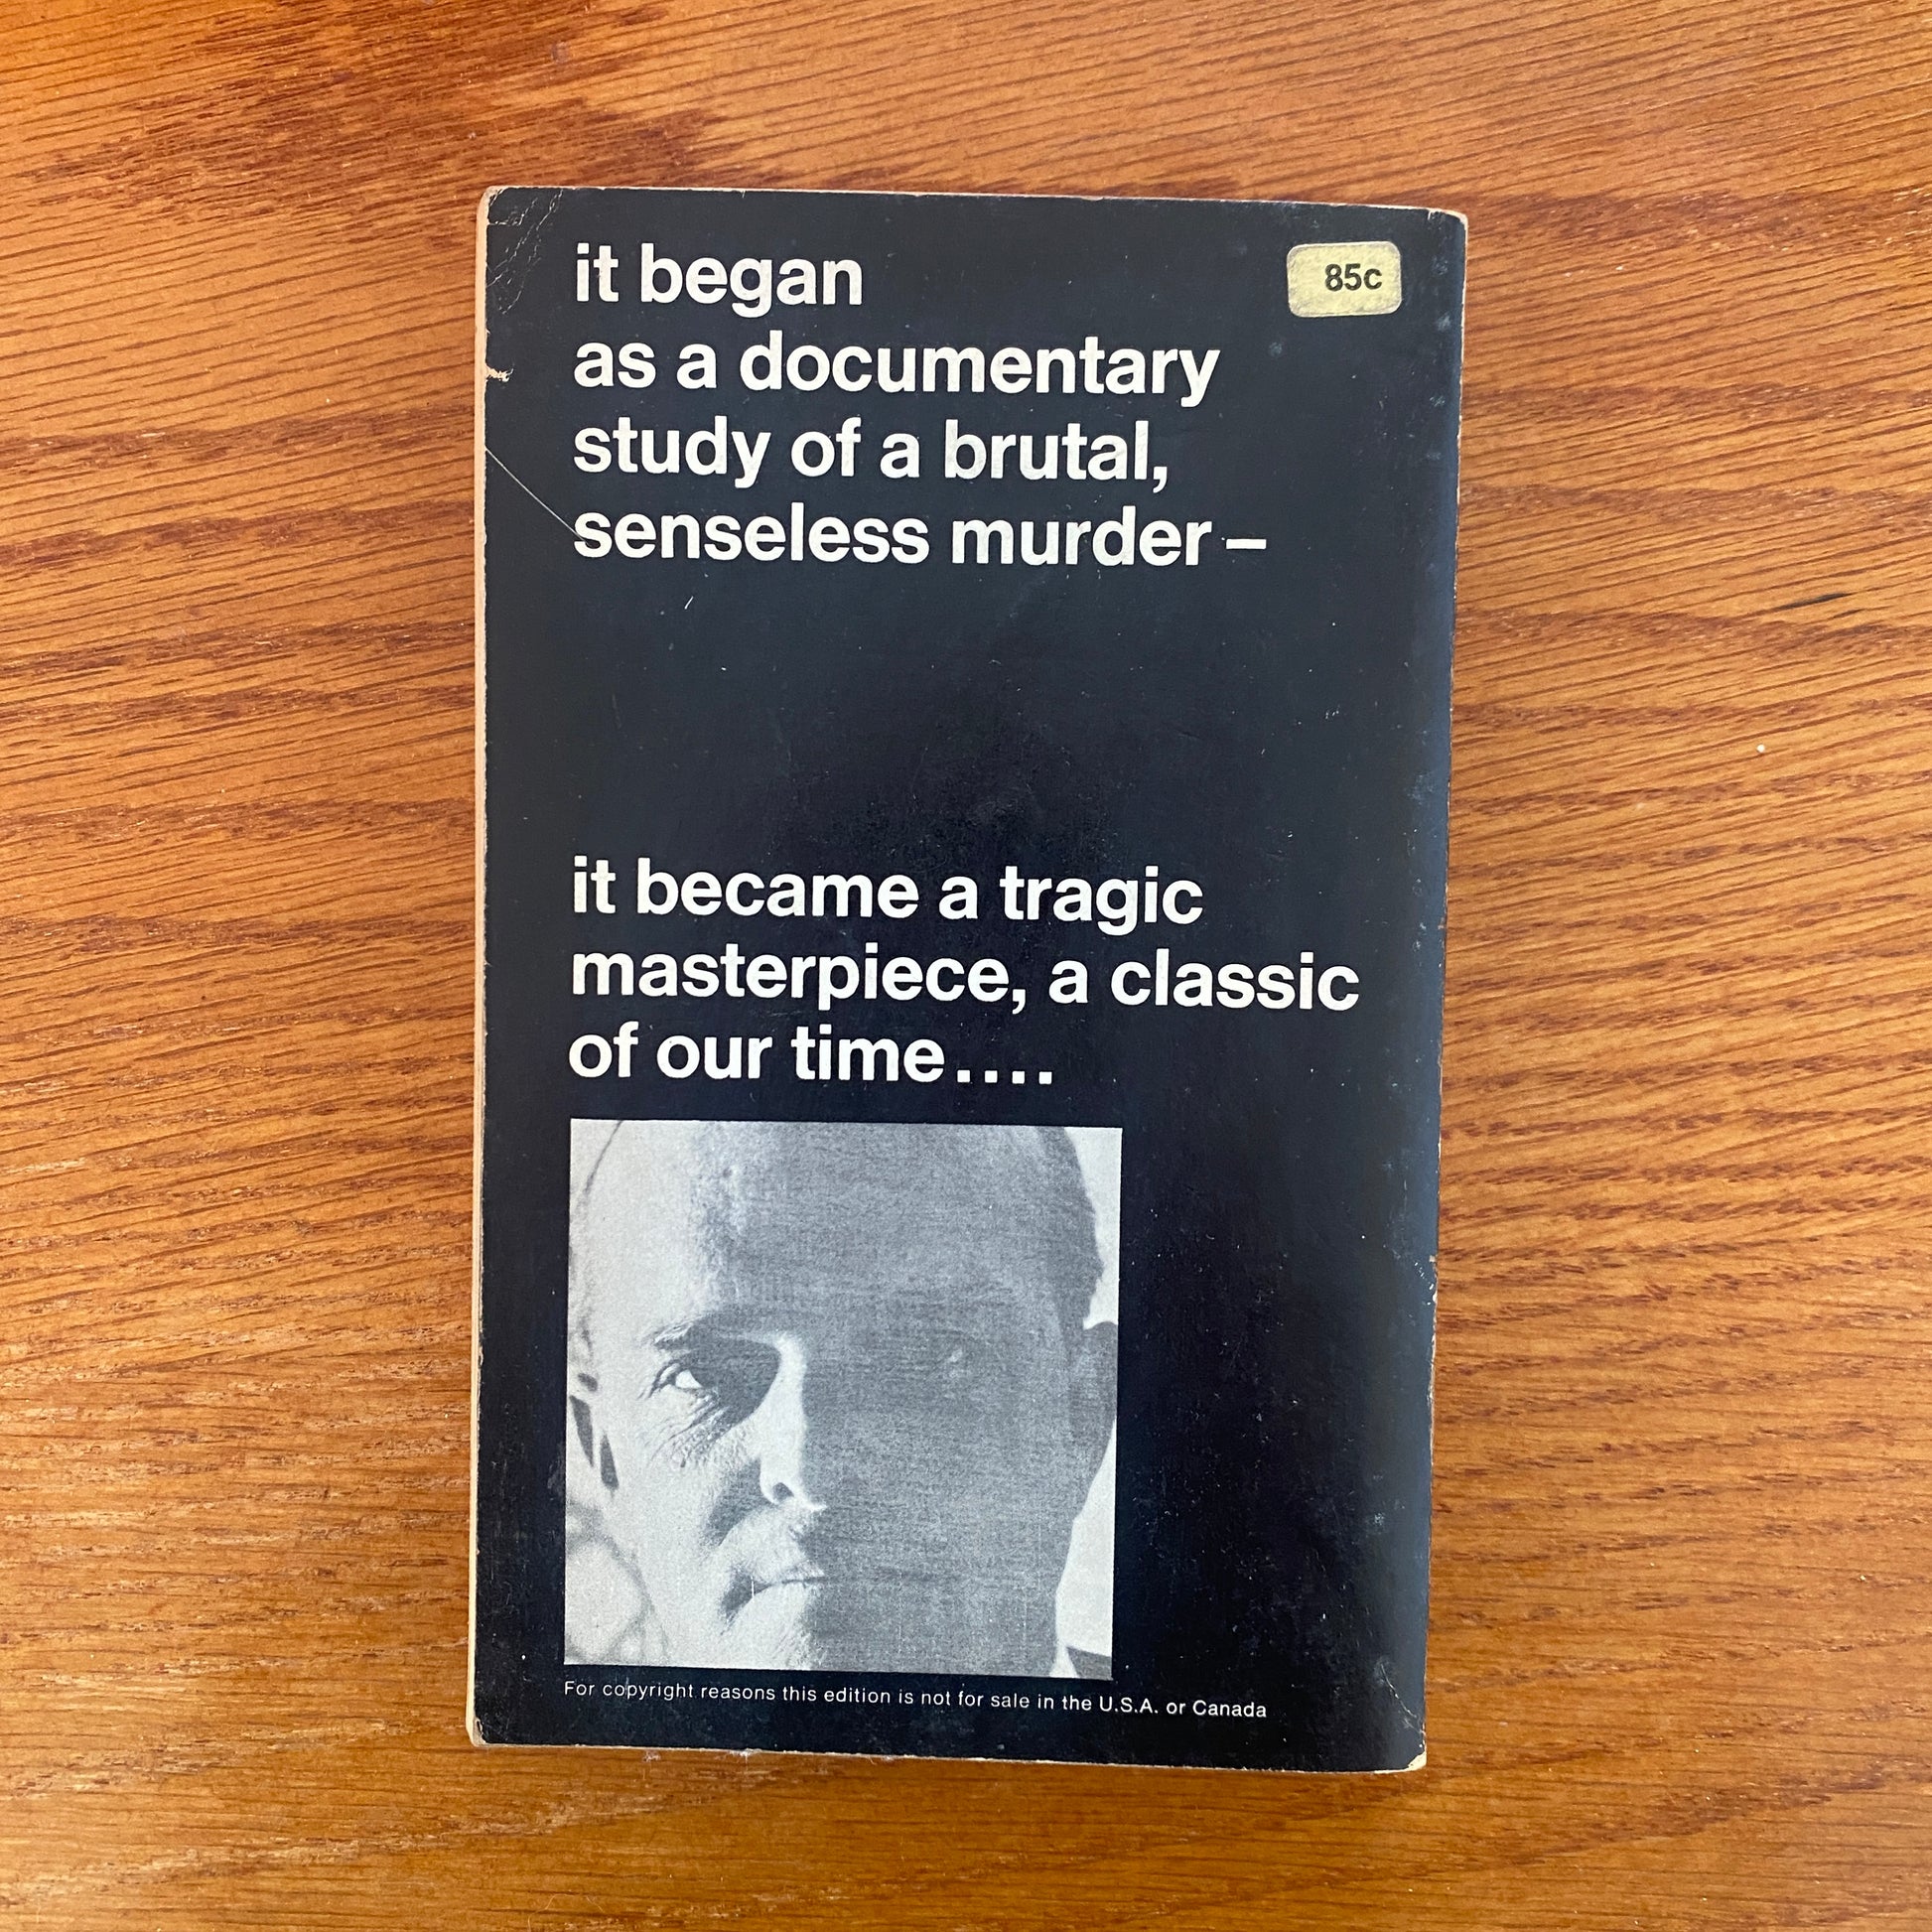 it began
85c
as a documentary
study of a brutal,
senseless murder –
it became a tragic
masterpiece, a classic
of our time....
For copyright reasons this edition is not for sale in the U.S.A. or Canada